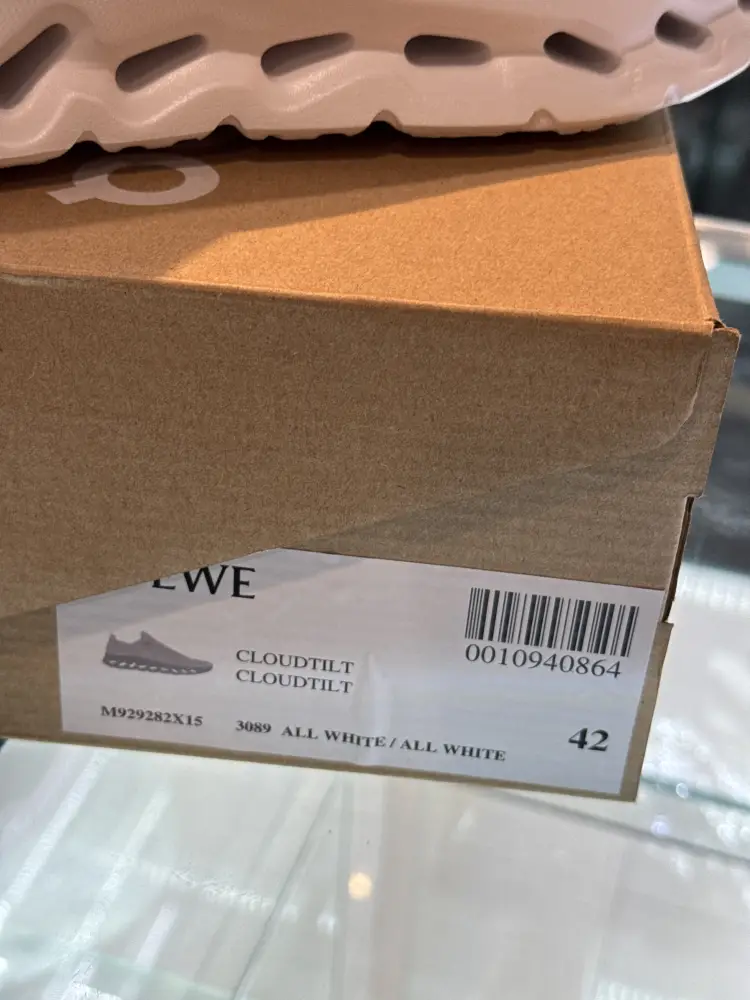 EWE
0010940864
CLOUDTILT
CLOUDTILT
M929282X15 3089 ALL WHITE / ALL WHITE 42